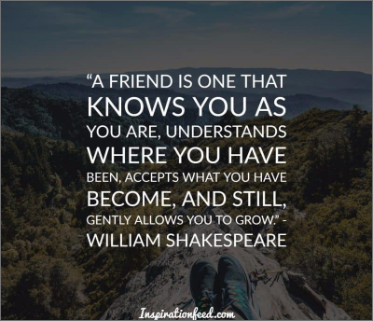 “A FRIEND IS ONE THAT
KNOWS YOU AS
YOU ARE, UNDERSTANDS
WHERE YOU HAVE
BEEN, ACCEPTS WHAT YOU HAVE
BECOME, AND STILL,
GENTLY ALLOWS YOU TO GROW.” -
WILLIAM SHAKESPEARE
Inspirationfeed.com